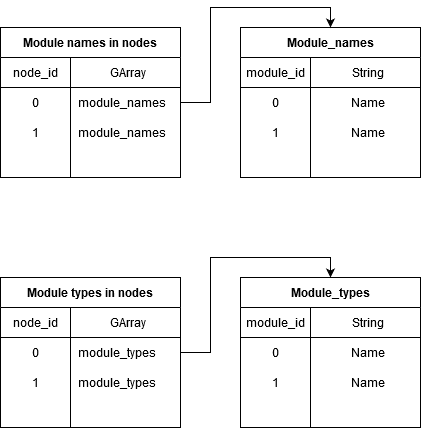 Module names in nodes
node_id GArray
0 module_names
1 module_names
Module_names
module_id String
0 Name
1 Name
Module types in nodes
node_id GArray
0 module_types
1 module_types
Module_types
module_id String
0 Name
1 Name